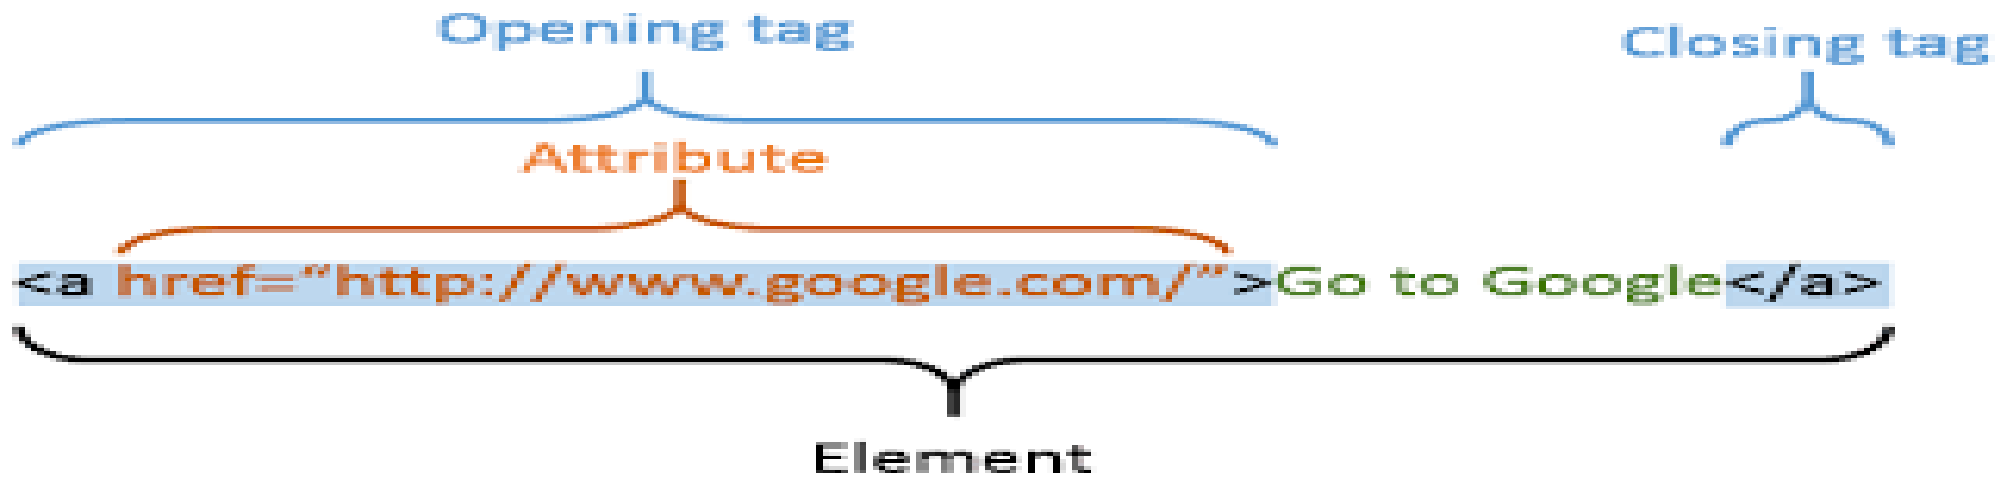 Opening tag
Closing tag
Attribute
<a href=“http://www.google.com/”>Go to Google</a>
Element